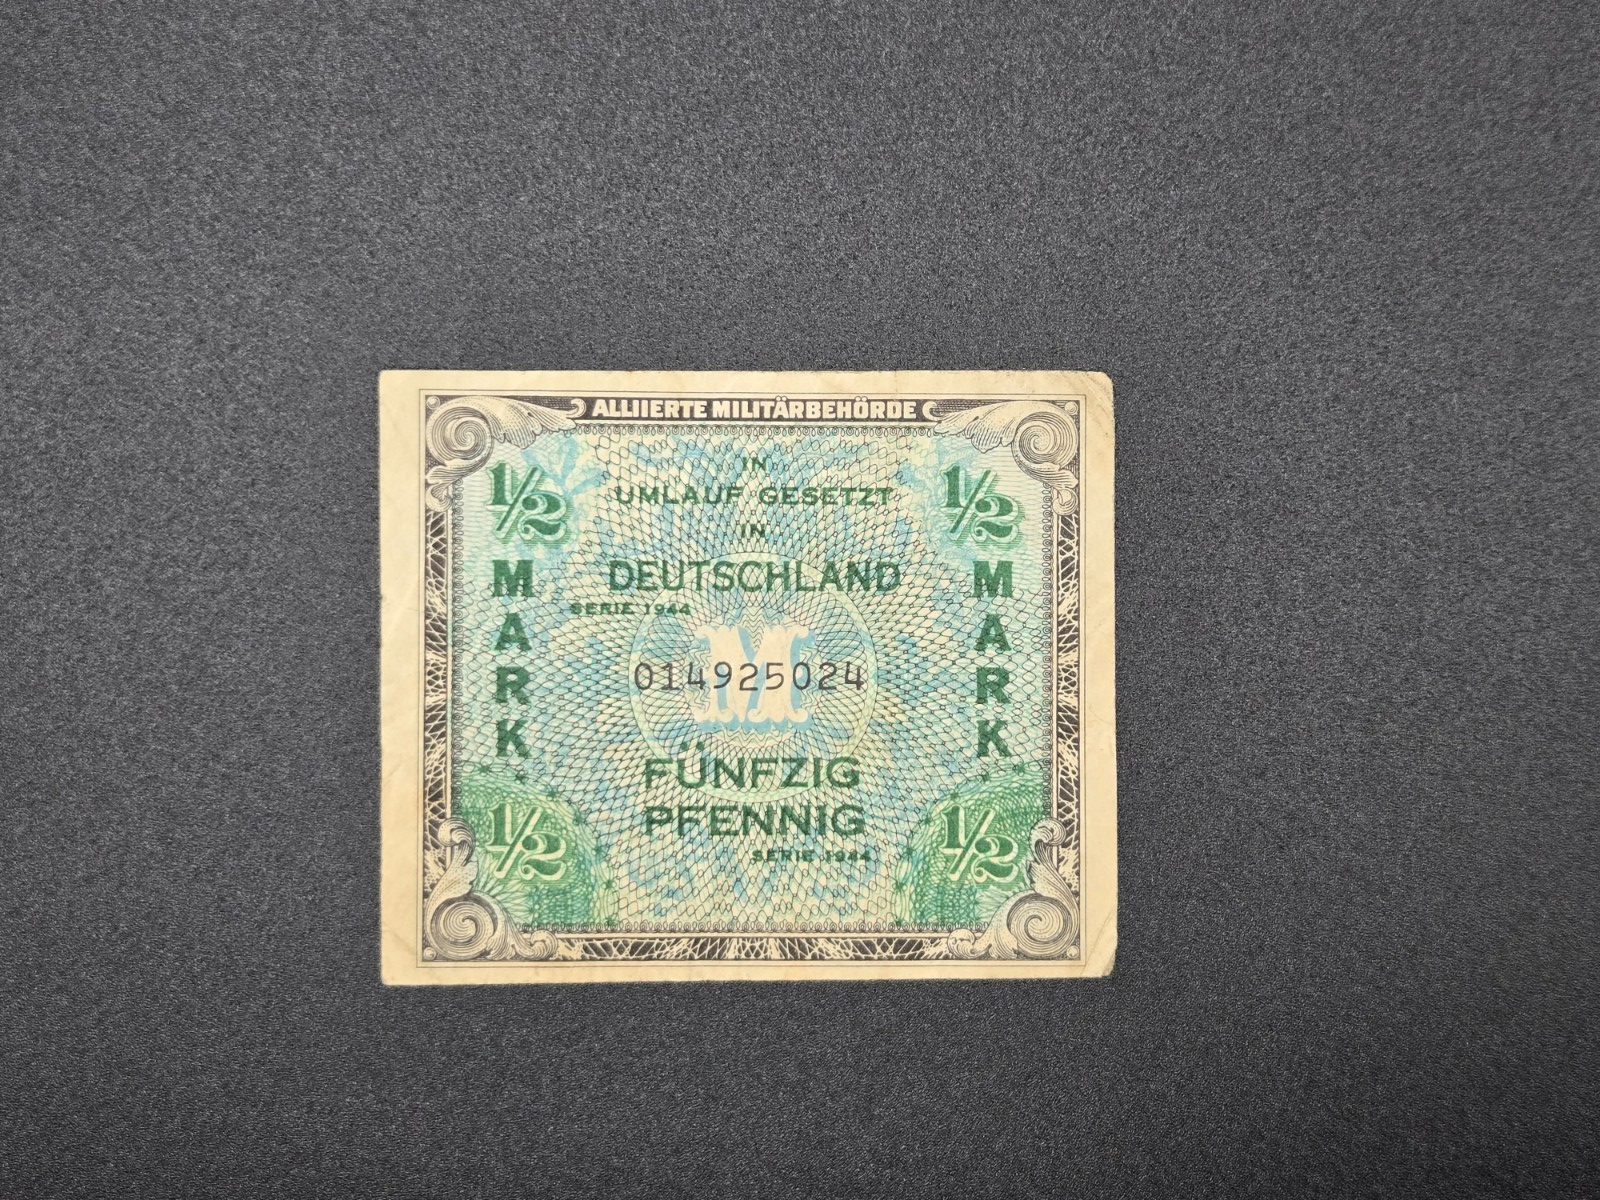 ALLIIERTE MILITÄRBEHÖRDE
1/2 1/2
IN
UMLAUF GESETZT
IN
DEUTSCHLAND
SERIE 1944
MARK MARK
M
014925024
FÜNFZIG
PFENNIG
1/2 1/2
SERIE 1944